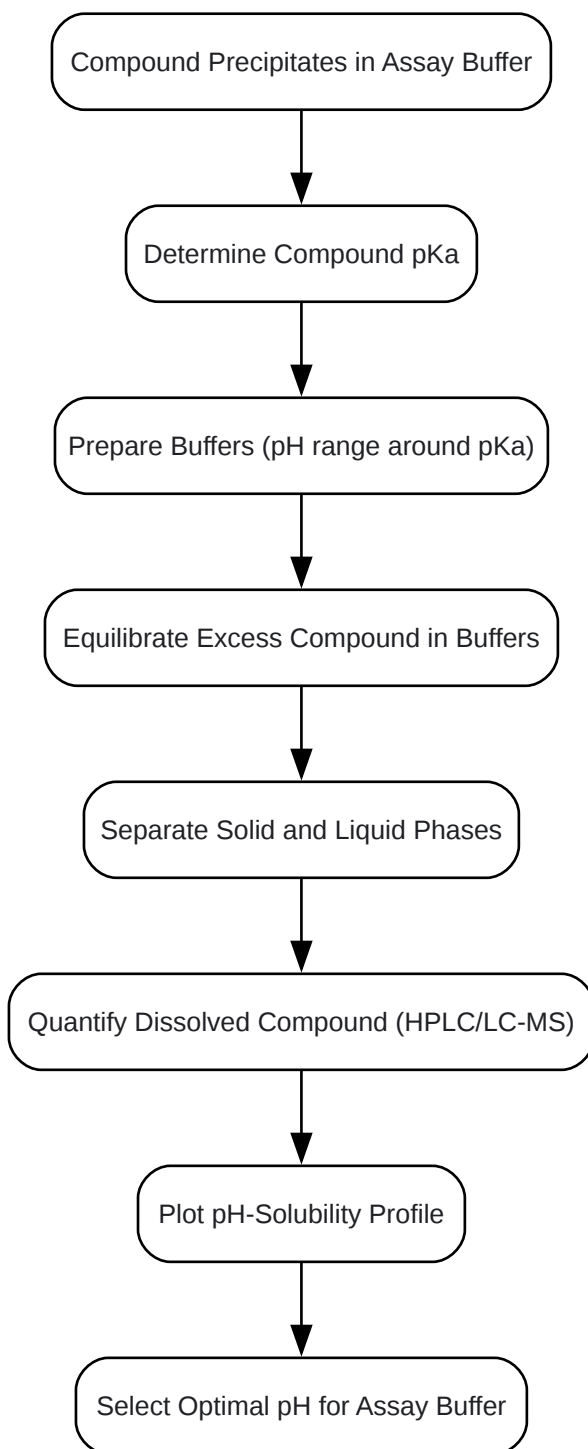 Compound Precipitates in Assay Buffer
Determine Compound pKa
Prepare Buffers (pH range around pKa)
Equilibrate Excess Compound in Buffers
Separate Solid and Liquid Phases
Quantify Dissolved Compound (HPLC/LC-MS)
Plot pH-Solubility Profile
Select Optimal pH for Assay Buffer